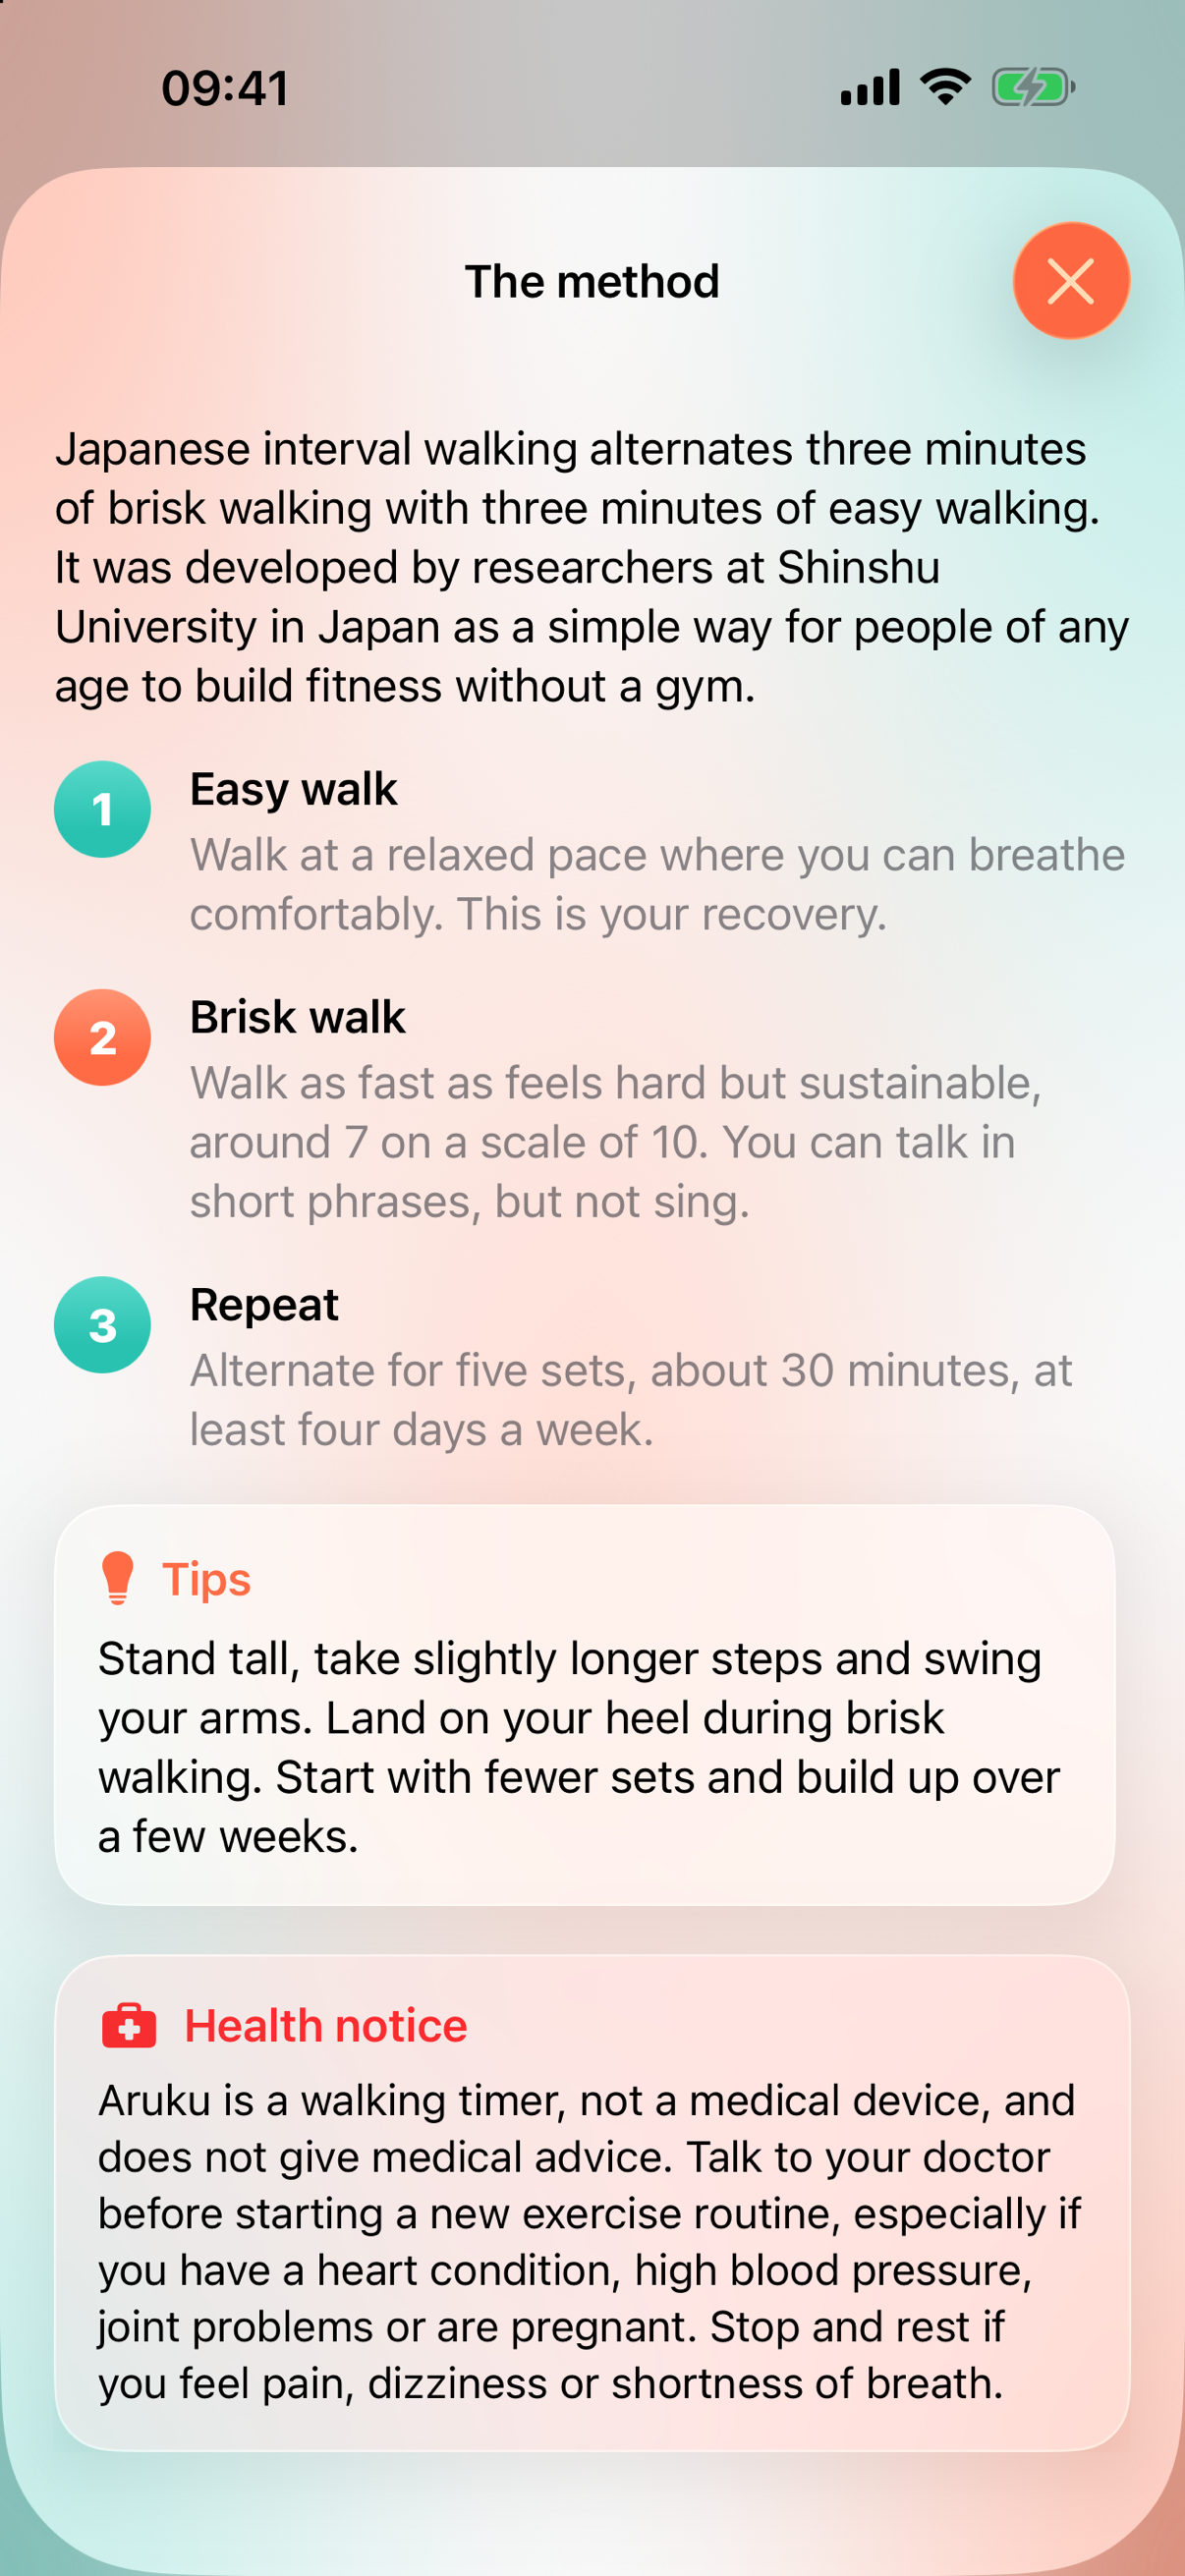 09:41
The method
Japanese interval walking alternates three minutes
of brisk walking with three minutes of easy walking.
It was developed by researchers at Shinshu
University in Japan as a simple way for people of any
age to build fitness without a gym.
1
Easy walk
Walk at a relaxed pace where you can breathe
comfortably. This is your recovery.
2
Brisk walk
Walk as fast as feels hard but sustainable,
around 7 on a scale of 10. You can talk in
short phrases, but not sing.
3
Repeat
Alternate for five sets, about 30 minutes, at
least four days a week.
Tips
Stand tall, take slightly longer steps and swing
your arms. Land on your heel during brisk
walking. Start with fewer sets and build up over
a few weeks.
Health notice
Aruku is a walking timer, not a medical device, and
does not give medical advice. Talk to your doctor
before starting a new exercise routine, especially if
you have a heart condition, high blood pressure,
joint problems or are pregnant. Stop and rest if
you feel pain, dizziness or shortness of breath.